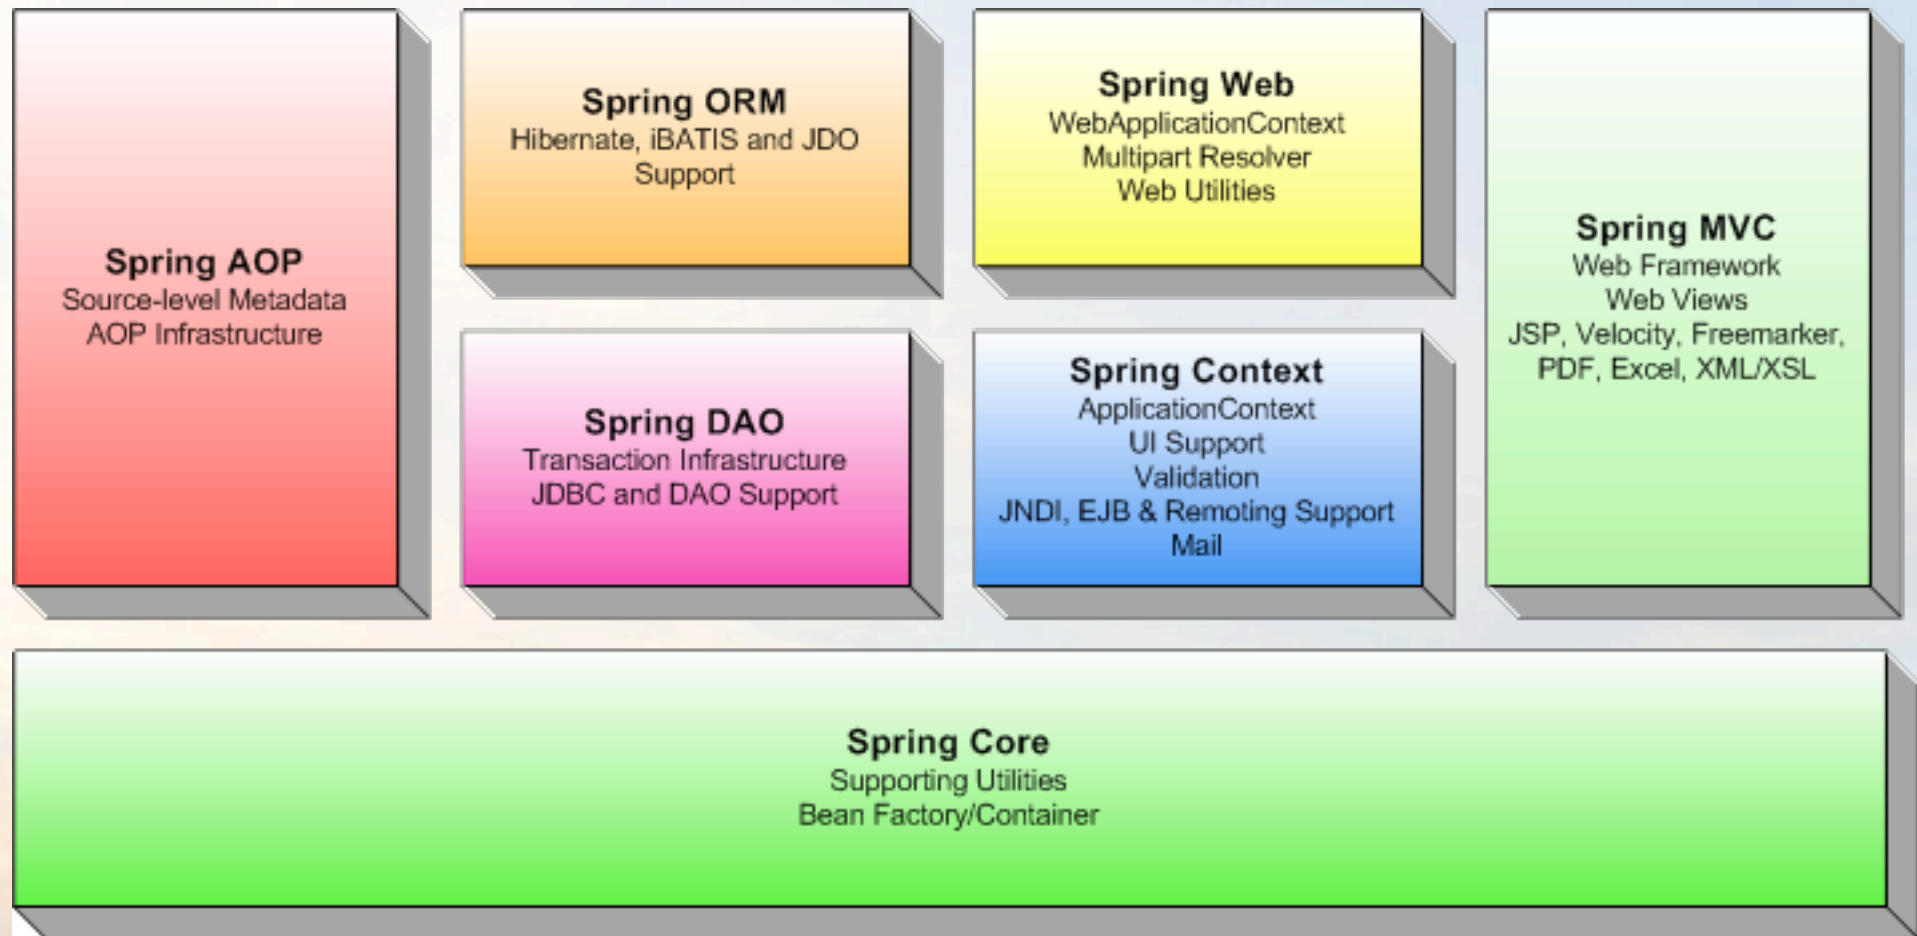 Spring AOP
Source-level Metadata
AOP Infrastructure
Spring ORM
Hibernate, iBATIS and JDO
Support
Spring DAO
Transaction Infrastructure
JDBC and DAO Support
Spring Web
WebApplicationContext
Multipart Resolver
Web Utilities
Spring Context
ApplicationContext
UI Support
Validation
JNDI, EJB & Remoting Support
Mail
Spring MVC
Web Framework
Web Views
JSP, Velocity, Freemarker,
PDF, Excel, XML/XSL
Spring Core
Supporting Utilities
Bean Factory/Container